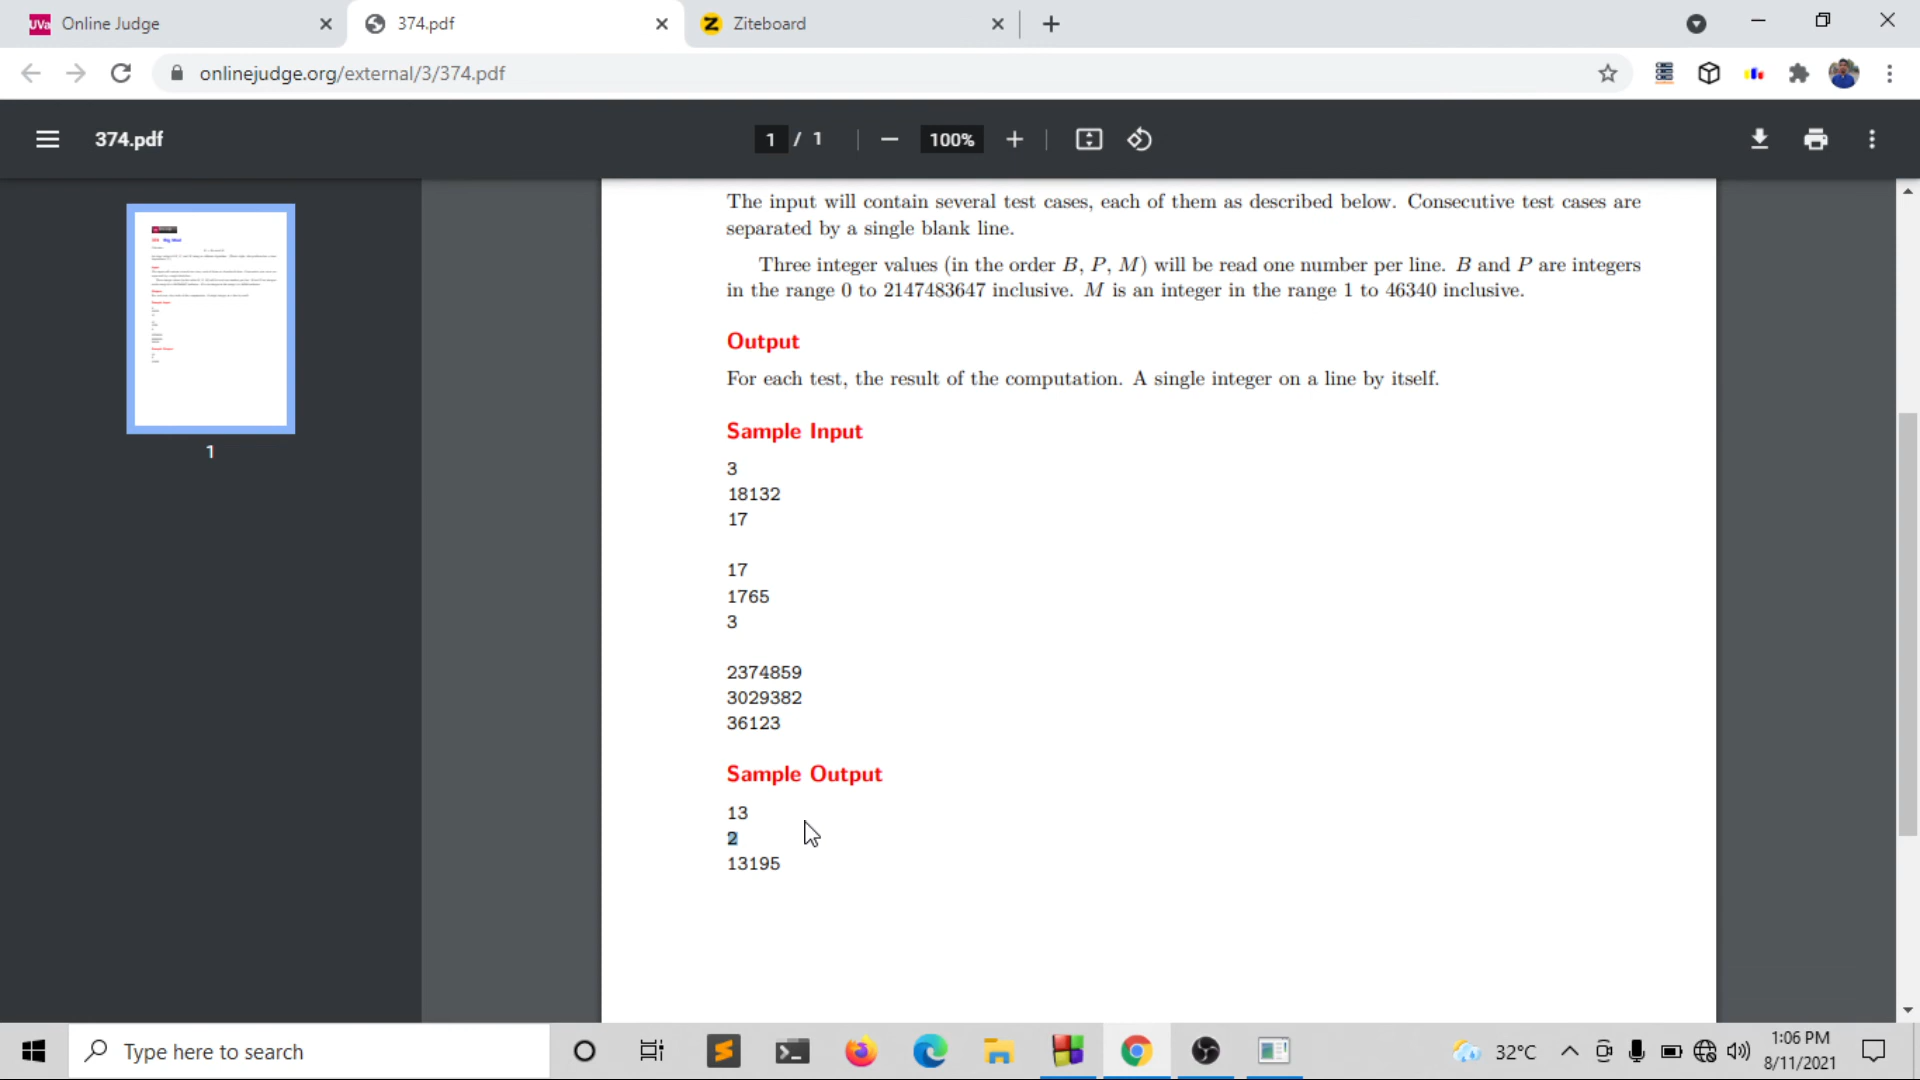 UVa Online Judge
374.pdf
Ziteboard
onlinejudge.org/external/3/374.pdf
374.pdf
1 / 1
100%
1
The input will contain several test cases, each of them as described below. Consecutive test cases are
separated by a single blank line.
Three integer values (in the order B, P, M) will be read one number per line. B and P are integers
in the range 0 to 2147483647 inclusive. M is an integer in the range 1 to 46340 inclusive.
Output
For each test, the result of the computation. A single integer on a line by itself.
Sample Input
3
18132
17
17
1765
3
2374859
3029382
36123
Sample Output
13
2
13195
Type here to search
32°C
1:06 PM
8/11/2021